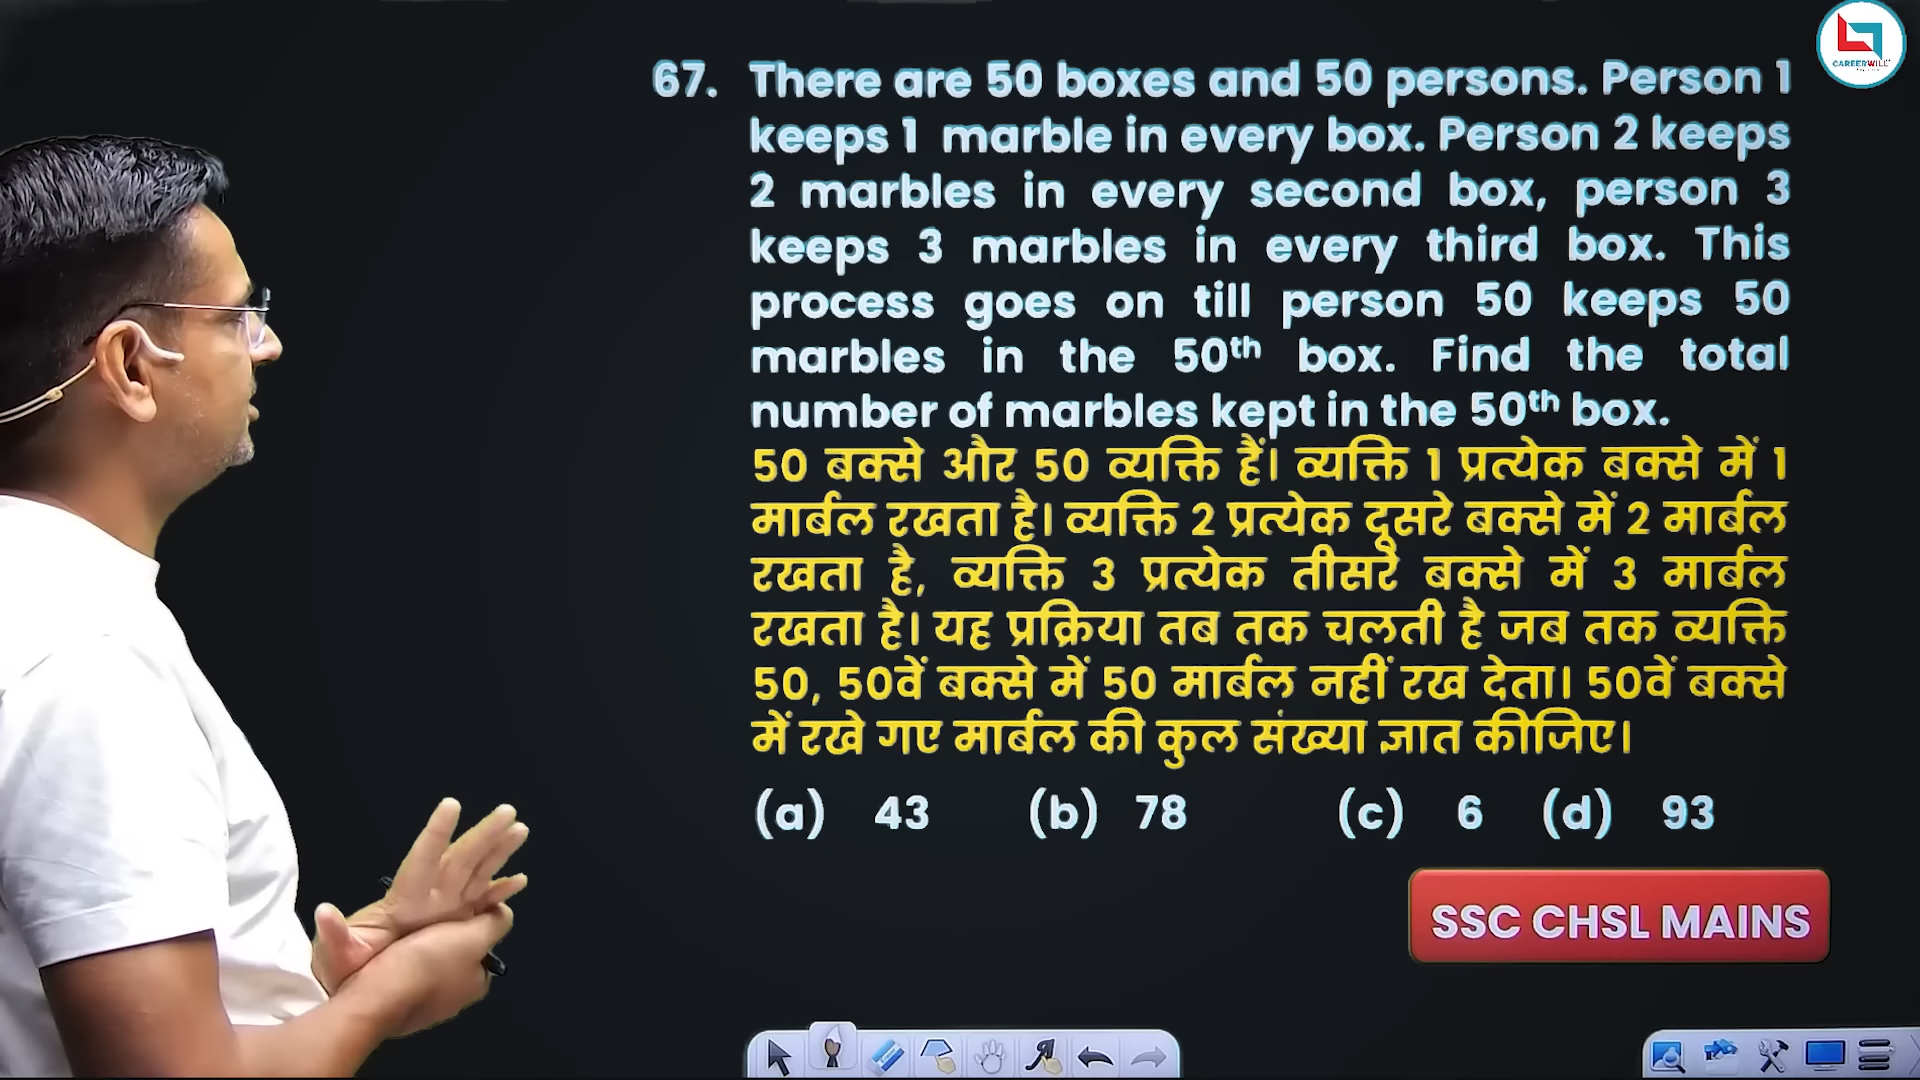 CAREERWILL
67. There are 50 boxes and 50 persons. Person 1
keeps 1 marble in every box. Person 2 keeps
2 marbles in every second box, person 3
keeps 3 marbles in every third box. This
process goes on till person 50 keeps 50
marbles in the 50th box. Find the total
number of marbles kept in the 50th box.
50 बक्से और 50 व्यक्ति हैं। व्यक्ति 1 प्रत्येक बक्से में 1
मार्बल रखता है। व्यक्ति 2 प्रत्येक दूसरे बक्से में 2 मार्बल
रखता है, व्यक्ति 3 प्रत्येक तीसरे बक्से में 3 मार्बल
रखता है। यह प्रक्रिया तब तक चलती है जब तक व्यक्ति
50, 50वें बक्से में 50 मार्बल नहीं रख देता। 50वें बक्से
में रखे गए मार्बल की कुल संख्या ज्ञात कीजिए।
(a) 43 (b) 78 (c) 6 (d) 93
SSC CHSL MAINS